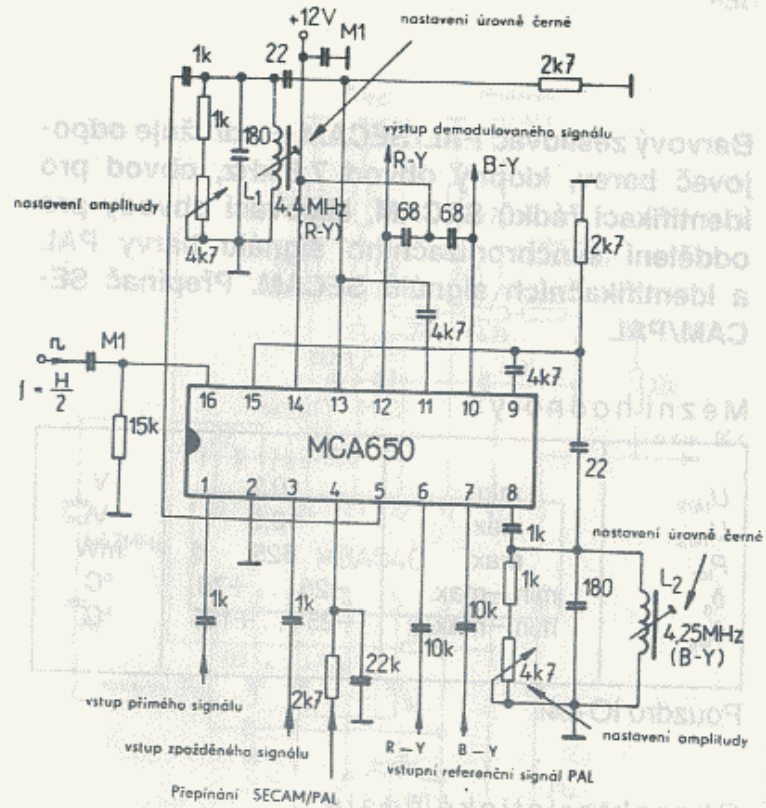 +12V
M1
nastavení úrovně černé
1k
22
2k7
1k
180
výstup demodulovaného signálu
R-Y
B-Y
L1
4,4MHz
(R-Y)
nastavení amplitudy
4k7
68
68
2k7
4k7
4k7
M1
f = H/2
15k
16 15 14 13 12 11 10 9
MCA650
1 2 3 4 5 6 7 8
22
1k
nastavení úrovně černé
1k
180
L2
4,25MHz
(B-Y)
1k
1k
2k7
22k
10k
10k
4k7
nastavení amplitudy
vstup přímého signálu
vstup zpožděného signálu
R – Y
B – Y
vstupní referenční signál PAL
Přepínání SECAM/PAL